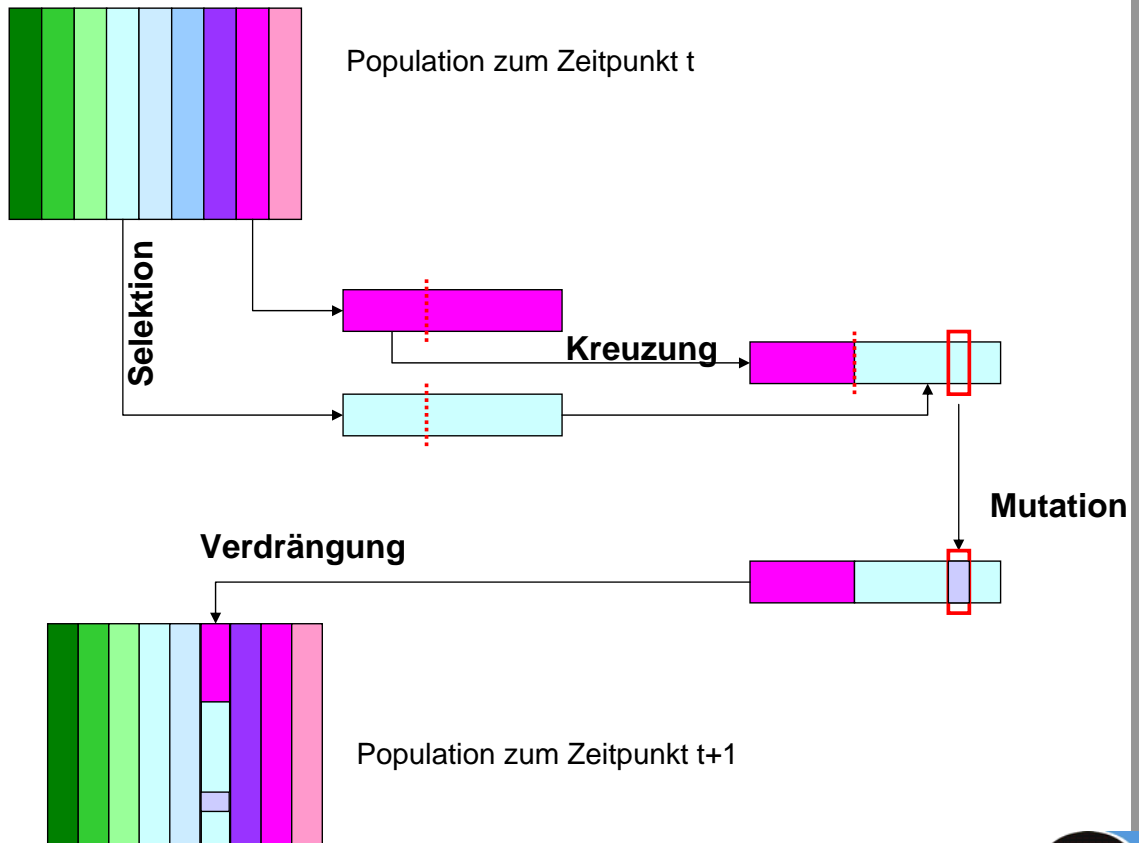 Population zum Zeitpunkt t
Selektion
Kreuzung
Mutation
Verdrängung
Population zum Zeitpunkt t+1